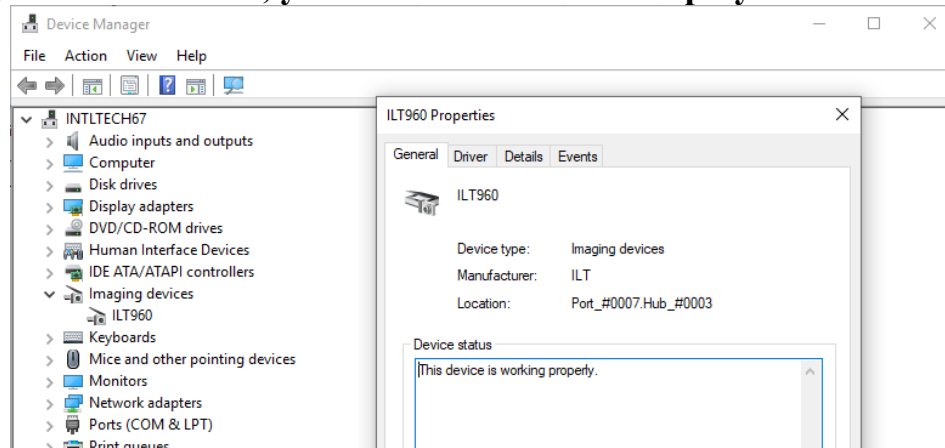 Device Manager
File Action View Help
INTLTECH67
Audio inputs and outputs
Computer
Disk drives
Display adapters
DVD/CD-ROM drives
Human Interface Devices
IDE ATA/ATAPI controllers
Imaging devices
ILT960
Keyboards
Mice and other pointing devices
Monitors
Network adapters
Ports (COM & LPT)
Print queues
ILT960 Properties
General Driver Details Events
ILT960
Device type: Imaging devices
Manufacturer: ILT
Location: Port_#0007.Hub_#0003
Device status
This device is working properly.